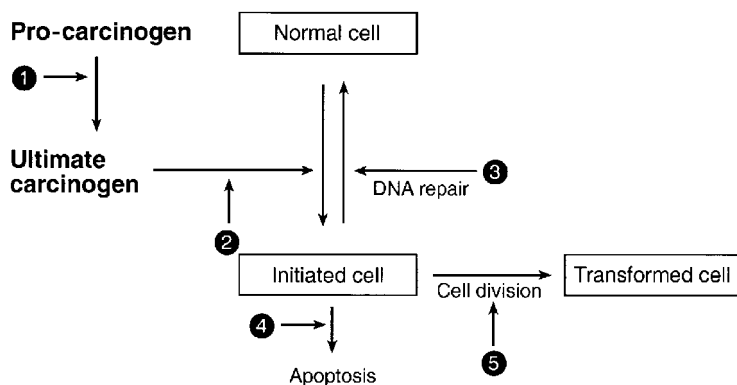 Pro-carcinogen
Normal cell
1
Ultimate
carcinogen
3
DNA repair
2
Initiated cell
Cell division
Transformed cell
4
5
Apoptosis